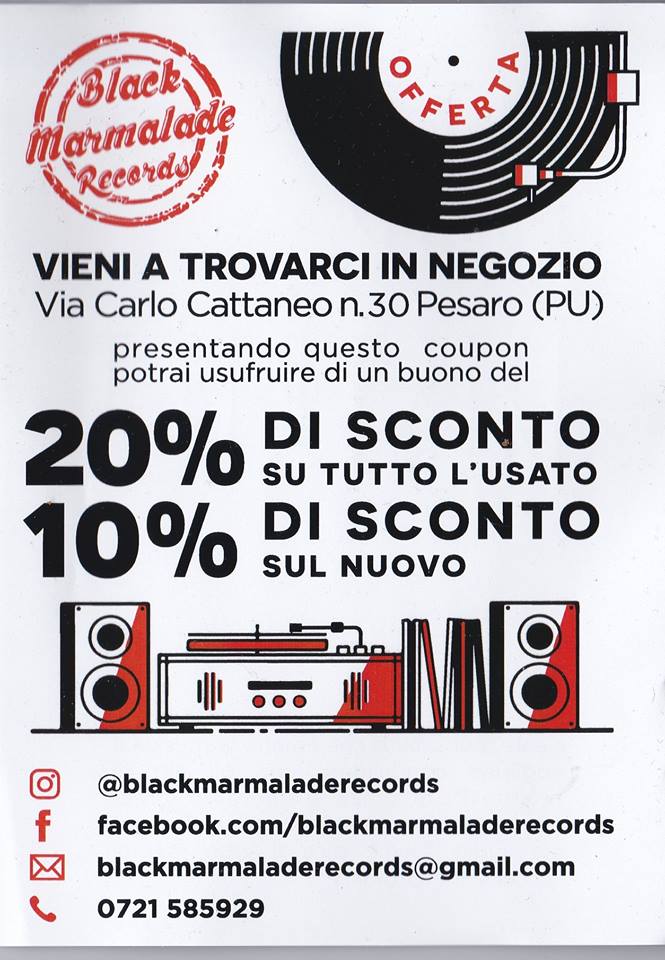 Black
Marmalade
Records
OFFERTA
VIENI A TROVARCI IN NEGOZIO
Via Carlo Cattaneo n.30 Pesaro (PU)
presentando questo coupon
potrai usufruire di un buono del
20% DI SCONTO
SU TUTTO L'USATO
10% DI SCONTO
SUL NUOVO
@blackmarmaladerecords
facebook.com/blackmarmaladerecords
blackmarmaladerecords@gmail.com
0721 585929